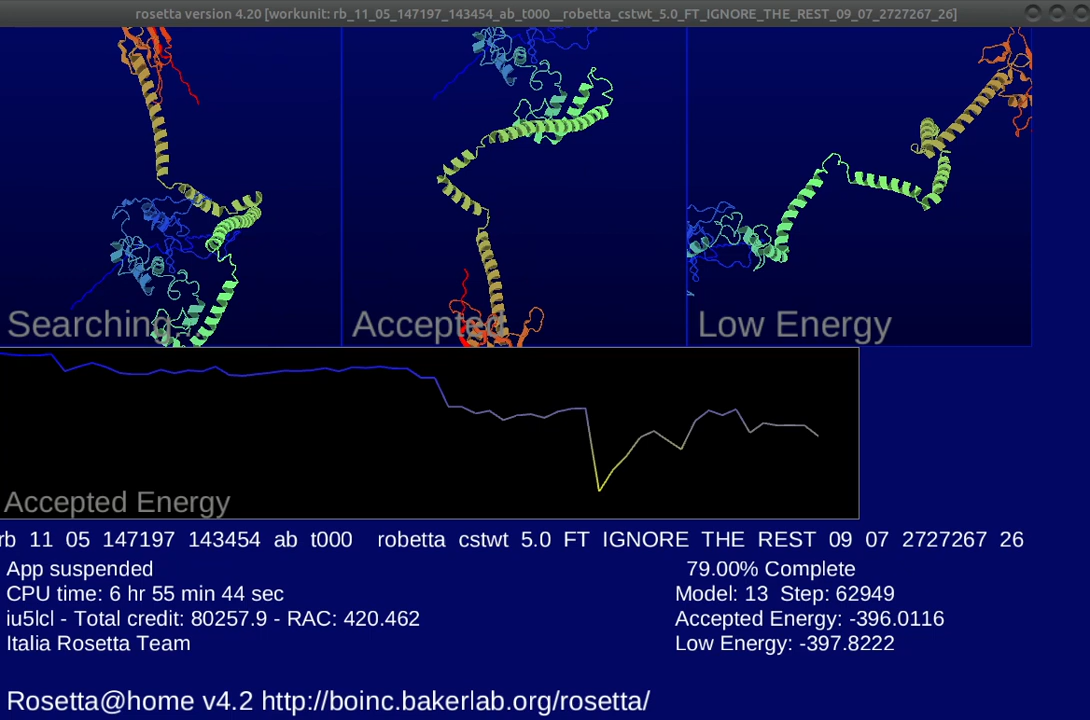 rosetta version 4.20 [workunit: rb_11_05_147197_143454_ab_t000__robetta_cstwt_5.0_FT_IGNORE_THE_REST_09_07_2727267_26]
Searching
Accepted
Low Energy
Accepted Energy
rb 11 05 147197 143454 ab t000 robetta cstwt 5.0 FT IGNORE THE REST 09 07 2727267 26
App suspended
79.00% Complete
CPU time: 6 hr 55 min 44 sec
Model: 13 Step: 62949
iu5lcl - Total credit: 80257.9 - RAC: 420.462
Accepted Energy: -396.0116
Italia Rosetta Team
Low Energy: -397.8222
Rosetta@home v4.2 http://boinc.bakerlab.org/rosetta/